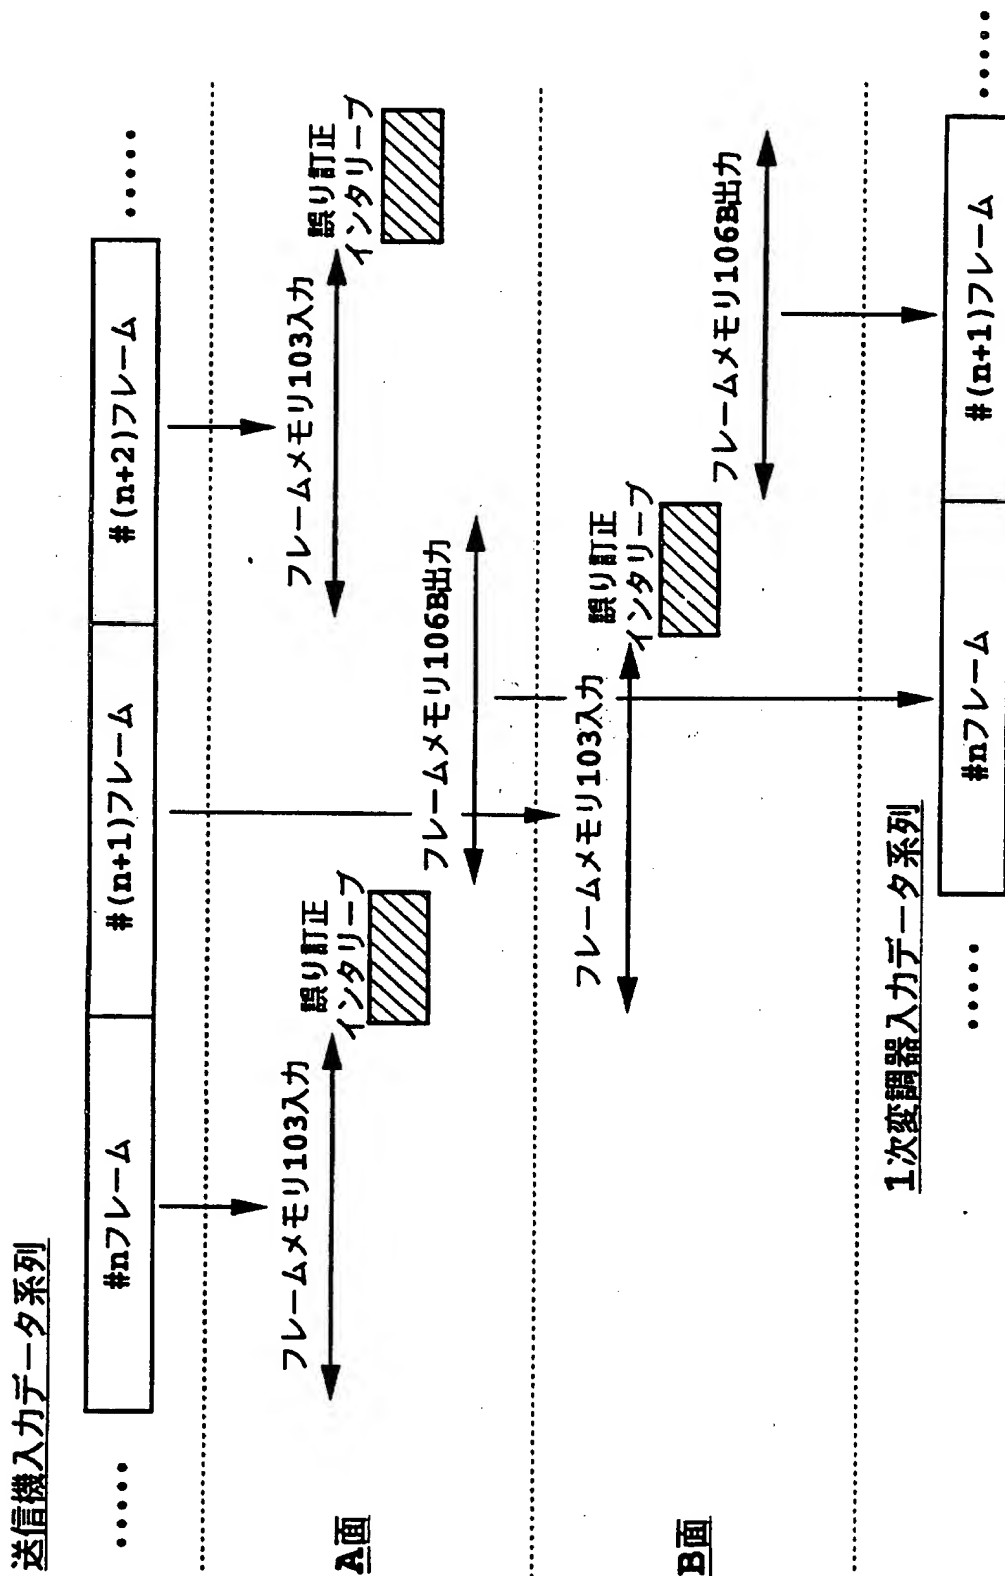 送信機入力データ系列
‥‥‥
#nフレーム
#(n+1)フレーム
#(n+2)フレーム
‥‥‥
A面
フレームメモリ103入力
誤り訂正
インタリーブ
フレームメモリ106B出力
フレームメモリ103入力
誤り訂正
インタリーブ
B面
フレームメモリ103入力
誤り訂正
インタリーブ
フレームメモリ106B出力
1次変調器入力データ系列
‥‥‥
#nフレーム
#(n+1)フレーム
‥‥‥